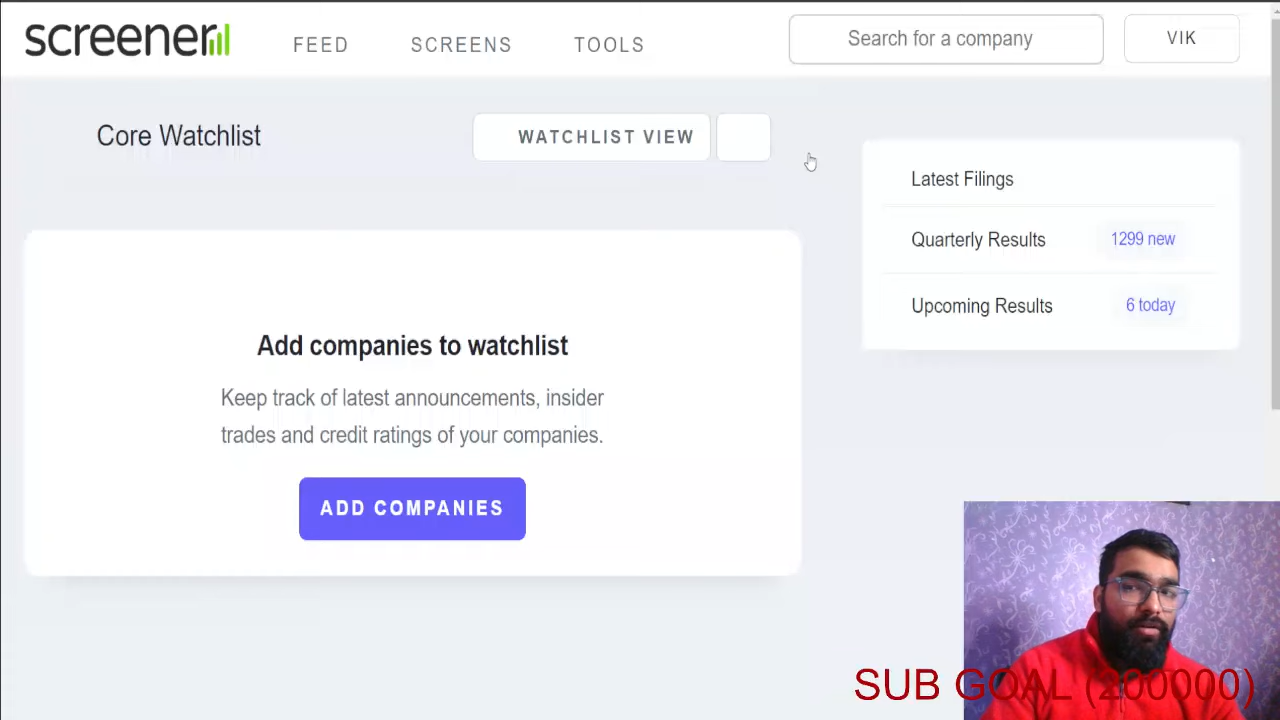 screener
FEED
SCREENS
TOOLS
Search for a company
VIK
Core Watchlist
WATCHLIST VIEW
Latest Filings
Quarterly Results
1299 new
Upcoming Results
6 today
Add companies to watchlist
Keep track of latest announcements, insider
trades and credit ratings of your companies.
ADD COMPANIES
SUB GOAL (200000)